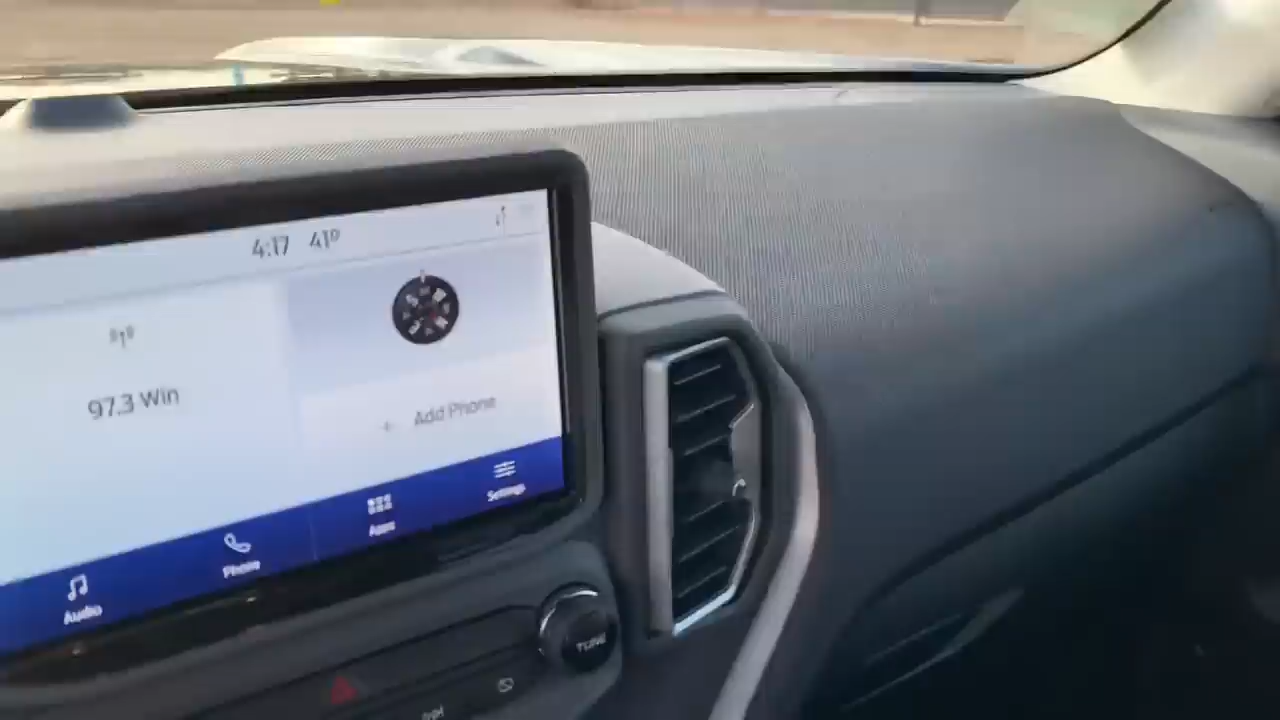 4:17 41°
97.3 Win
+ Add Phone
Audio
Phone
Apps
Settings
TUNE